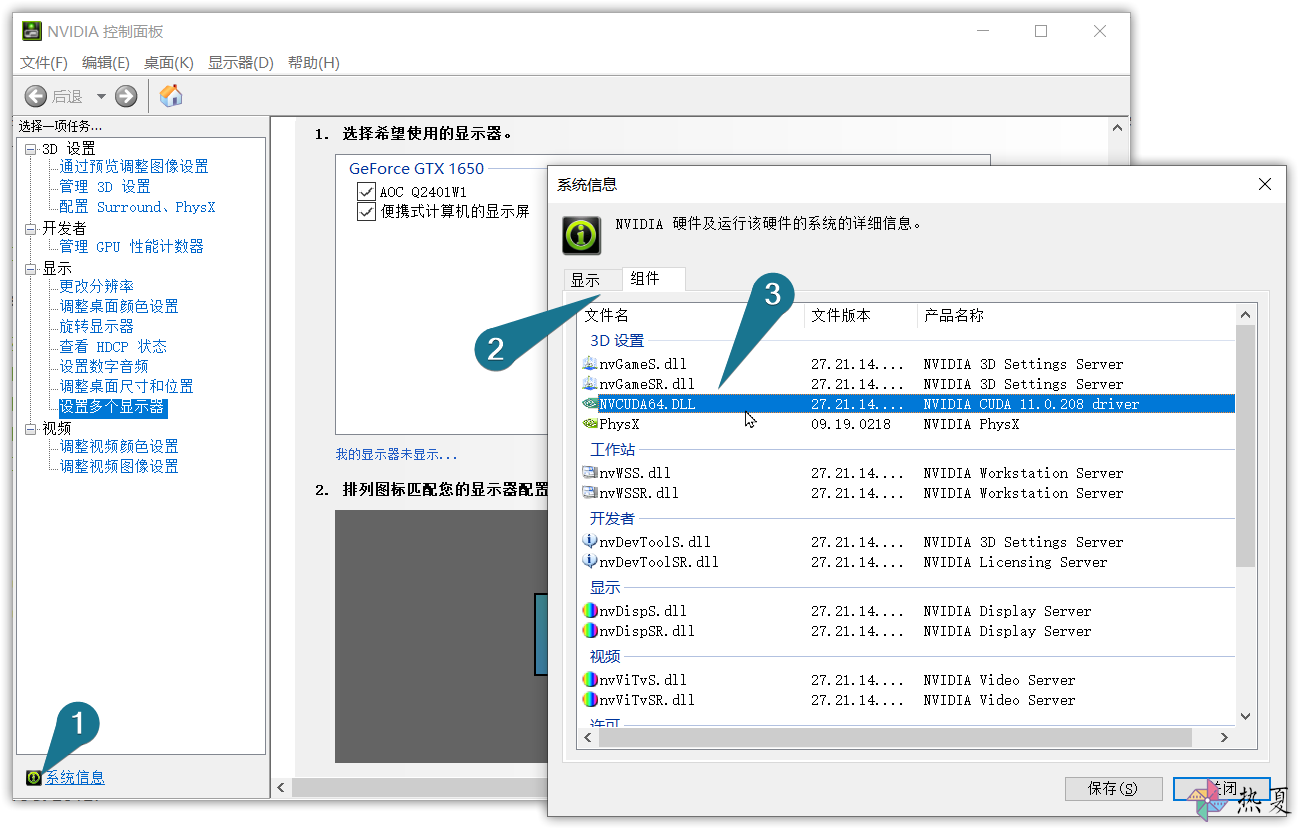 NVIDIA 控制面板
文件(F) 编辑(E) 桌面(K) 显示器(D) 帮助(H)
后退
选择一项任务...
3D 设置
通过预览调整图像设置
管理 3D 设置
配置 Surround、PhysX
开发者
管理 GPU 性能计数器
显示
更改分辨率
调整桌面颜色设置
旋转显示器
查看 HDCP 状态
设置数字音频
调整桌面尺寸和位置
设置多个显示器
视频
调整视频颜色设置
调整视频图像设置
1
系统信息
1. 选择希望使用的显示器。
GeForce GTX 1650
AOC Q2401W1
便携式计算机的显示屏
我的显示器未显示...
2. 排列图标匹配您的显示器配置
系统信息
NVIDIA 硬件及运行该硬件的系统的详细信息。
显示 组件
2
3
文件名 文件版本 产品名称
3D 设置
nvGameS.dll 27.21.14.... NVIDIA 3D Settings Server
nvGameSR.dll 27.21.14.... NVIDIA 3D Settings Server
NVCUDA64.DLL 27.21.14.... NVIDIA CUDA 11.0.208 driver
PhysX 09.19.0218 NVIDIA PhysX
工作站
nvWSS.dll 27.21.14.... NVIDIA Workstation Server
nvWSSR.dll 27.21.14.... NVIDIA Workstation Server
开发者
nvDevToolS.dll 27.21.14.... NVIDIA 3D Settings Server
nvDevToolSR.dll 27.21.14.... NVIDIA Licensing Server
显示
nvDispS.dll 27.21.14.... NVIDIA Display Server
nvDispSR.dll 27.21.14.... NVIDIA Display Server
视频
nvViTvS.dll 27.21.14.... NVIDIA Video Server
nvViTvSR.dll 27.21.14.... NVIDIA Video Server
许可
保存(S) 关闭
热夏